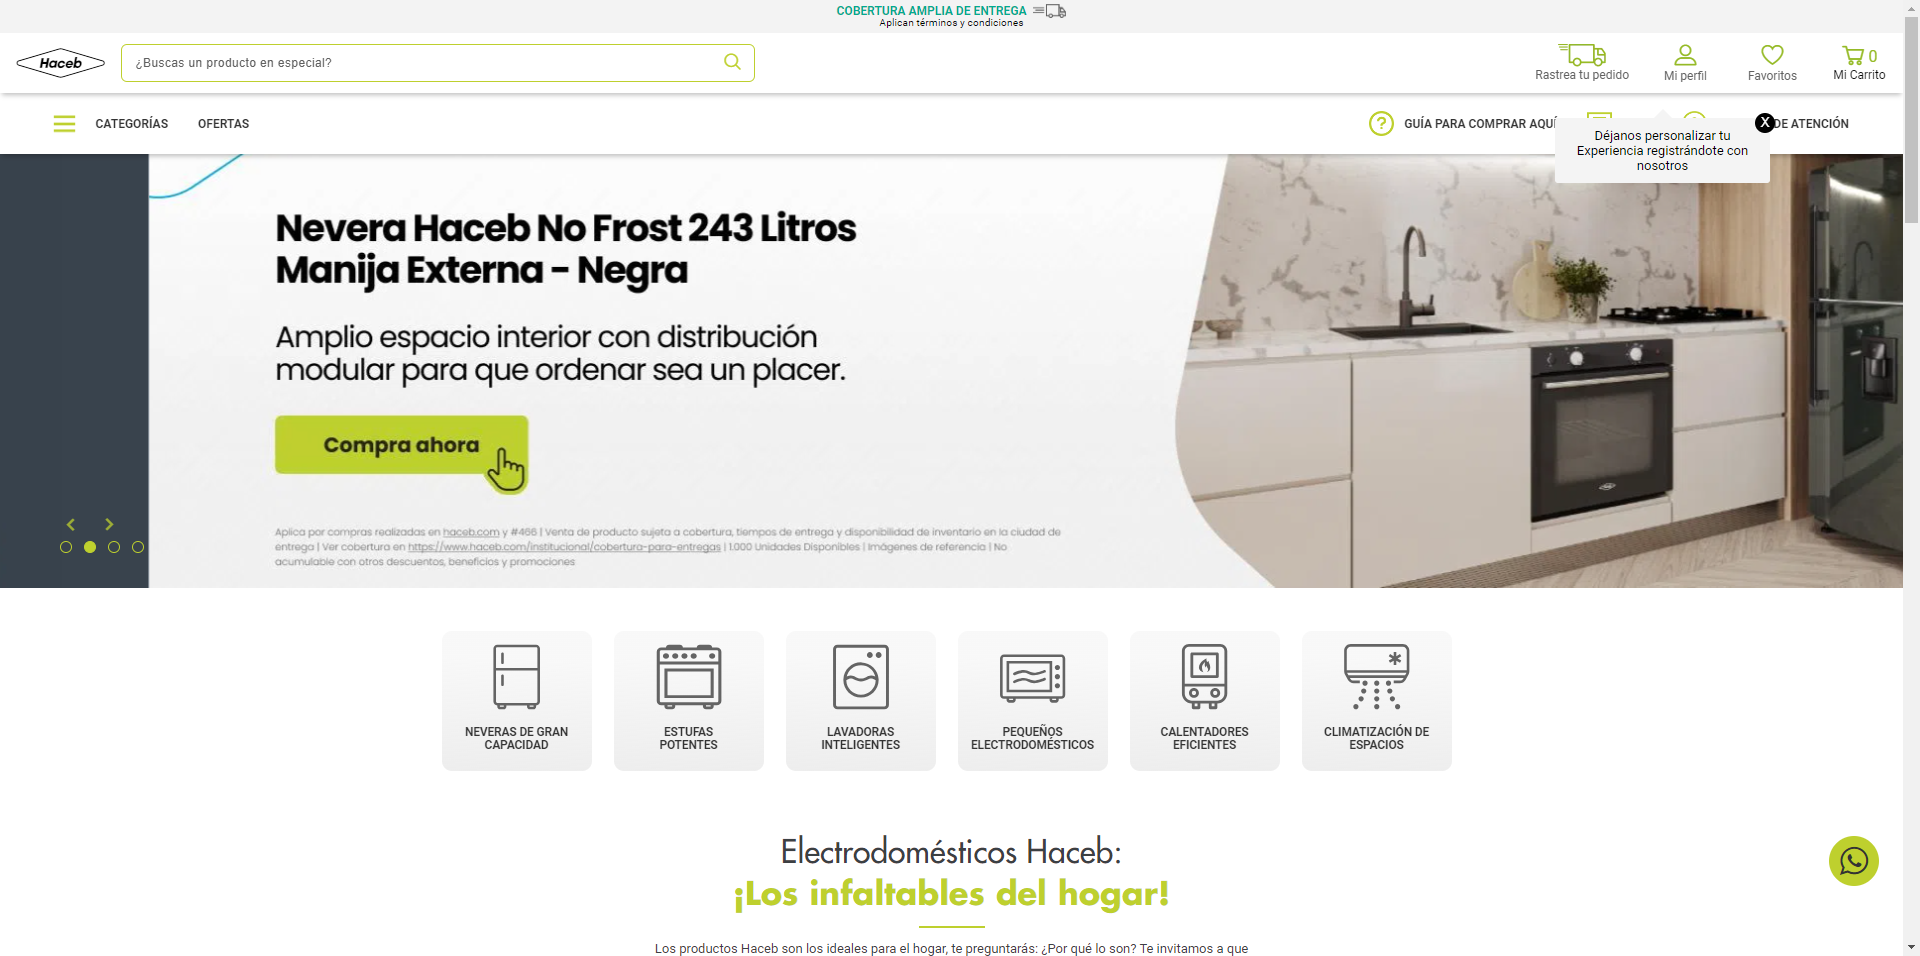 COBERTURA AMPLIA DE ENTREGA
Aplican términos y condiciones
Haceb
¿Buscas un producto en especial?
Rastrea tu pedido
Mi perfil
Favoritos
0
Mi Carrito
CATEGORÍAS
OFERTAS
GUÍA PARA COMPRAR AQUÍ
DE ATENCIÓN
X
Déjanos personalizar tu
Experiencia registrándote con
nosotros
Nevera Haceb No Frost 243 Litros
Manija Externa - Negra
Amplio espacio interior con distribución
modular para que ordenar sea un placer.
Compra ahora
Aplica por compras realizadas en haceb.com y #466 | Venta de producto sujeta a cobertura, tiempos de entrega y disponibilidad de inventario en la ciudad de
entrega | Ver cobertura en https://www.haceb.com/institucional/cobertura-para-entregas | 1.000 Unidades Disponibles | Imágenes de referencia | No
acumulable con otros descuentos, beneficios y promociones
NEVERAS DE GRAN
CAPACIDAD
ESTUFAS
POTENTES
LAVADORAS
INTELIGENTES
PEQUEÑOS
ELECTRODOMÉSTICOS
CALENTADORES
EFICIENTES
CLIMATIZACIÓN DE
ESPACIOS
Electrodomésticos Haceb:
¡Los infaltables del hogar!
Los productos Haceb son los ideales para el hogar, te preguntarás: ¿Por qué lo son? Te invitamos a que